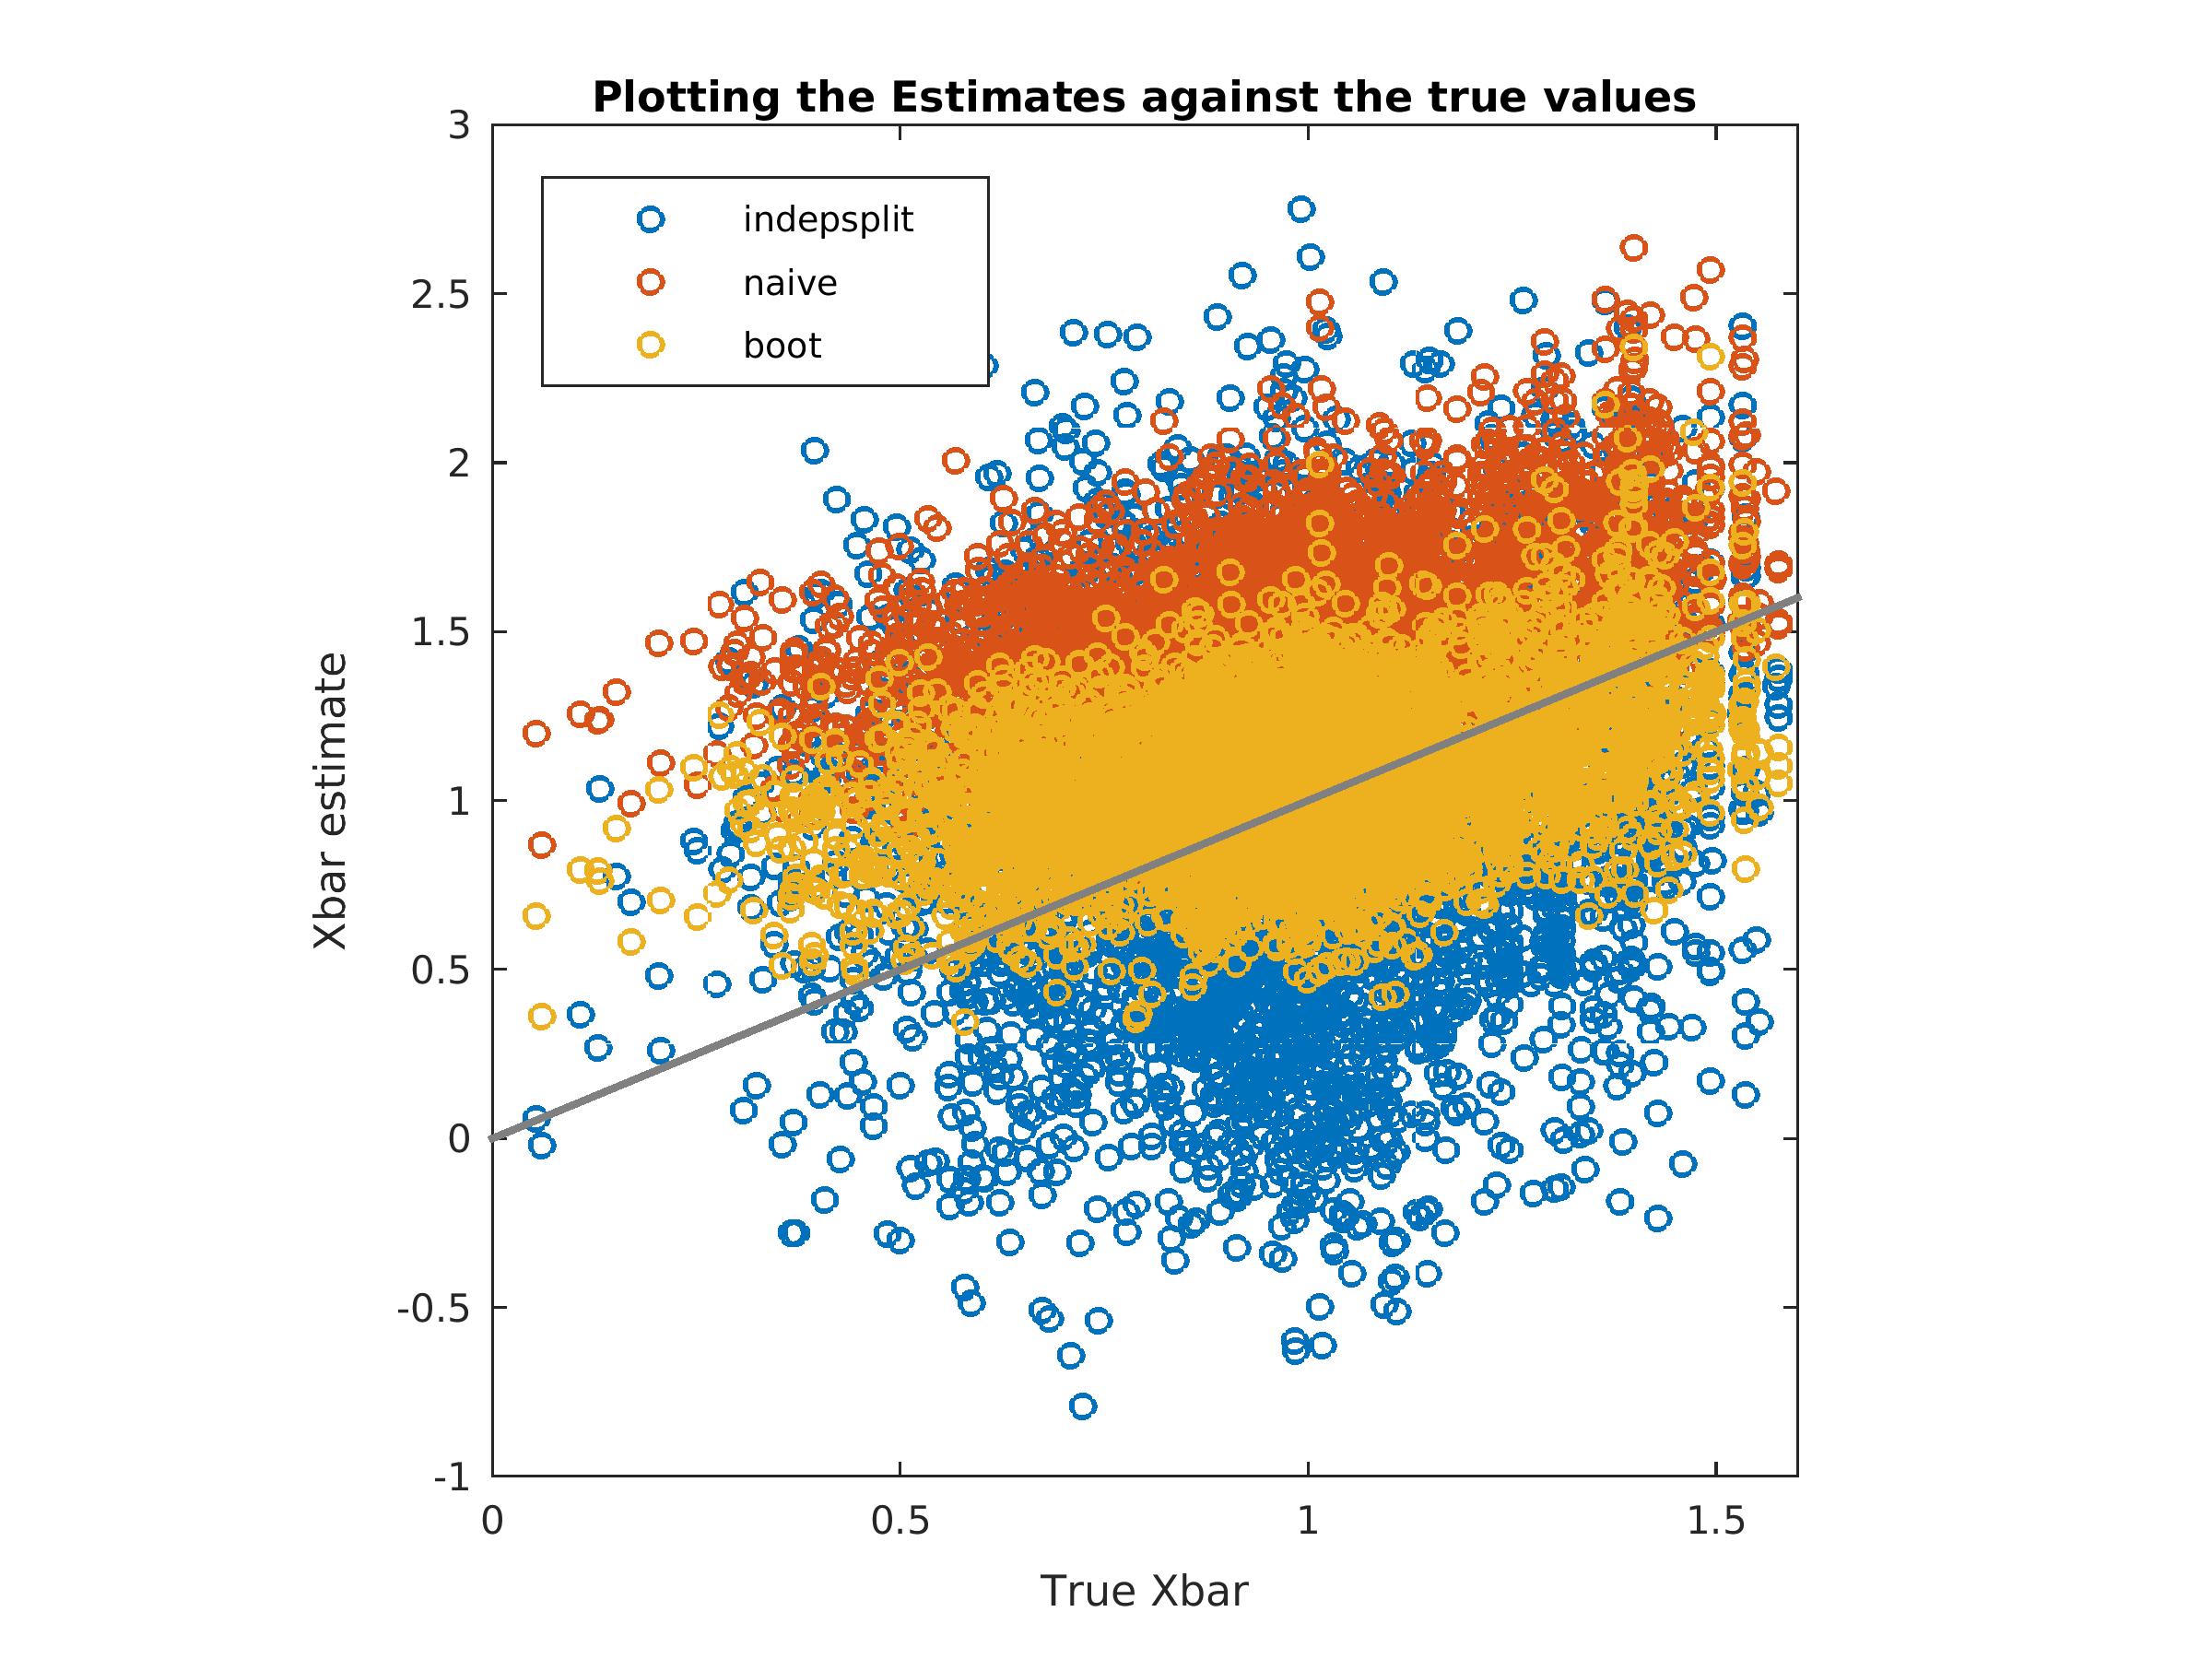 Plotting the Estimates against the true values
3
2.5
2
1.5
1
0.5
0
-0.5
-1
indepsplit
naive
boot
Xbar estimate
0
0.5
1
1.5
True Xbar